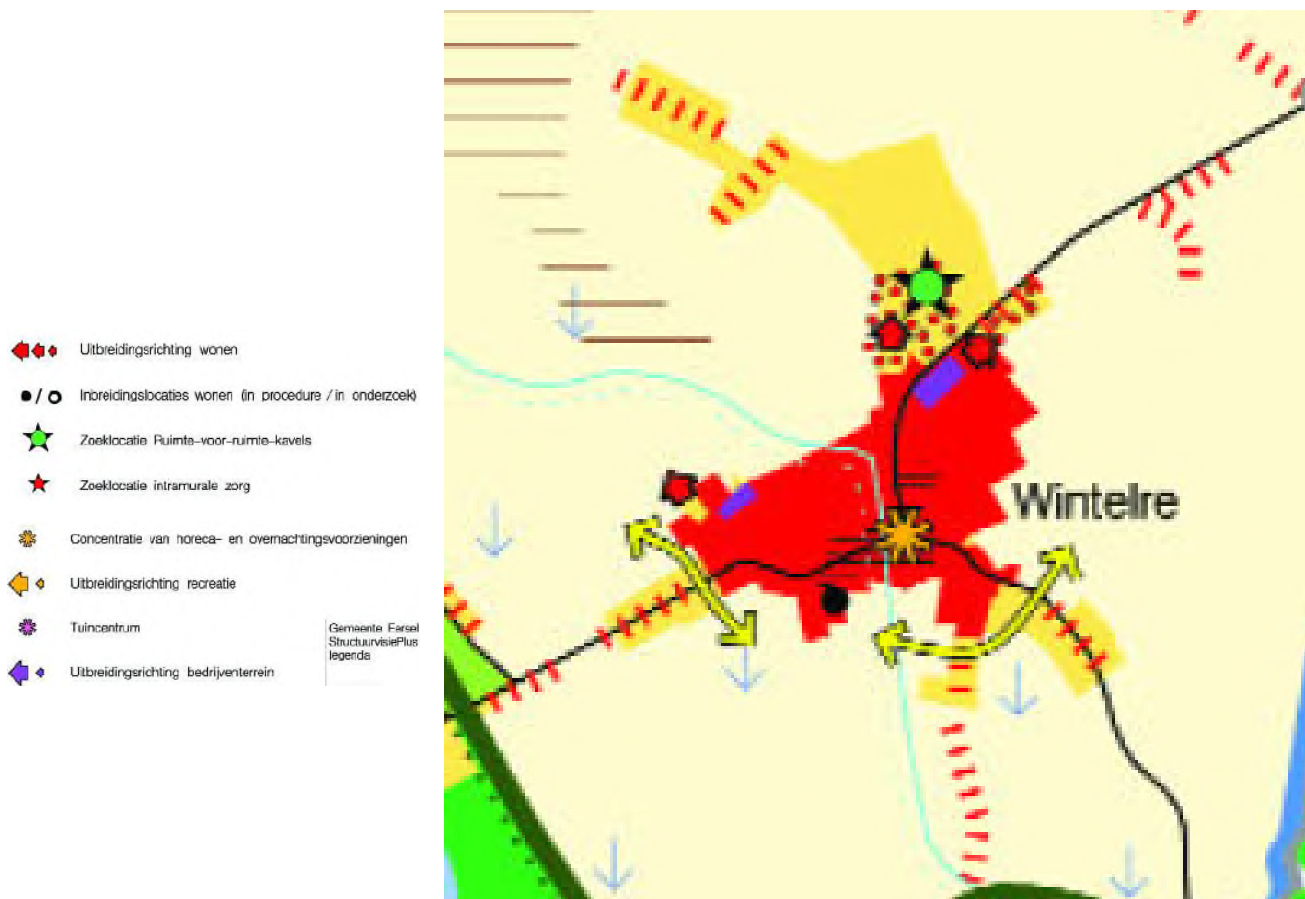 Uitbreidingsrichting wonen
Inbreidingslocaties wonen (in procedure / in onderzoek)
Zoeklocatie Ruimte-voor-ruimte-kavels
Zoeklocatie intramurale zorg
Concentratie van horeca- en overnachtingsvoorzieningen
Uitbreidingsrichting recreatie
Tuincentrum
Uitbreidingsrichting bedrijventerrein
Gemeente Eersel
StructuurvisiePlus
legenda
Wintelre